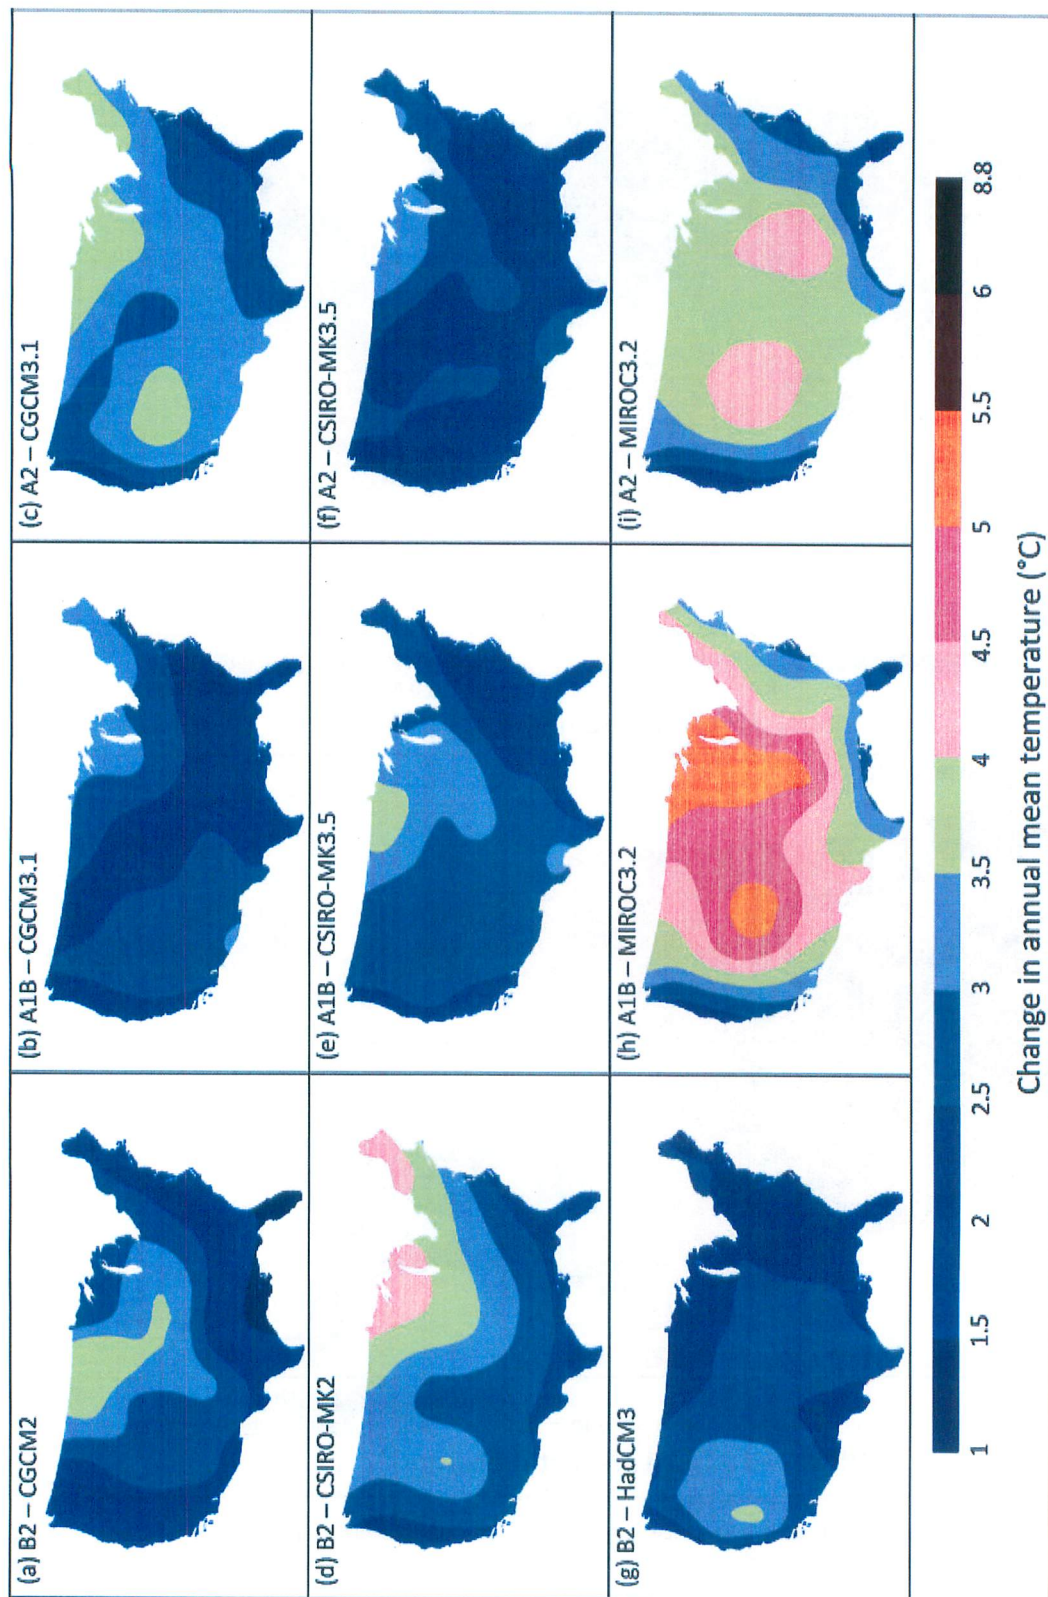 (a) B2 – CGCM2
(b) A1B – CGCM3.1
(c) A2 – CGCM3.1
(d) B2 – CSIRO-MK2
(e) A1B – CSIRO-MK3.5
(f) A2 – CSIRO-MK3.5
(g) B2 – HadCM3
(h) A1B – MIROC3.2
(i) A2 – MIROC3.2
1 1.5 2 2.5 3 3.5 4 4.5 5 5.5 6 8.8
Change in annual mean temperature (°C)